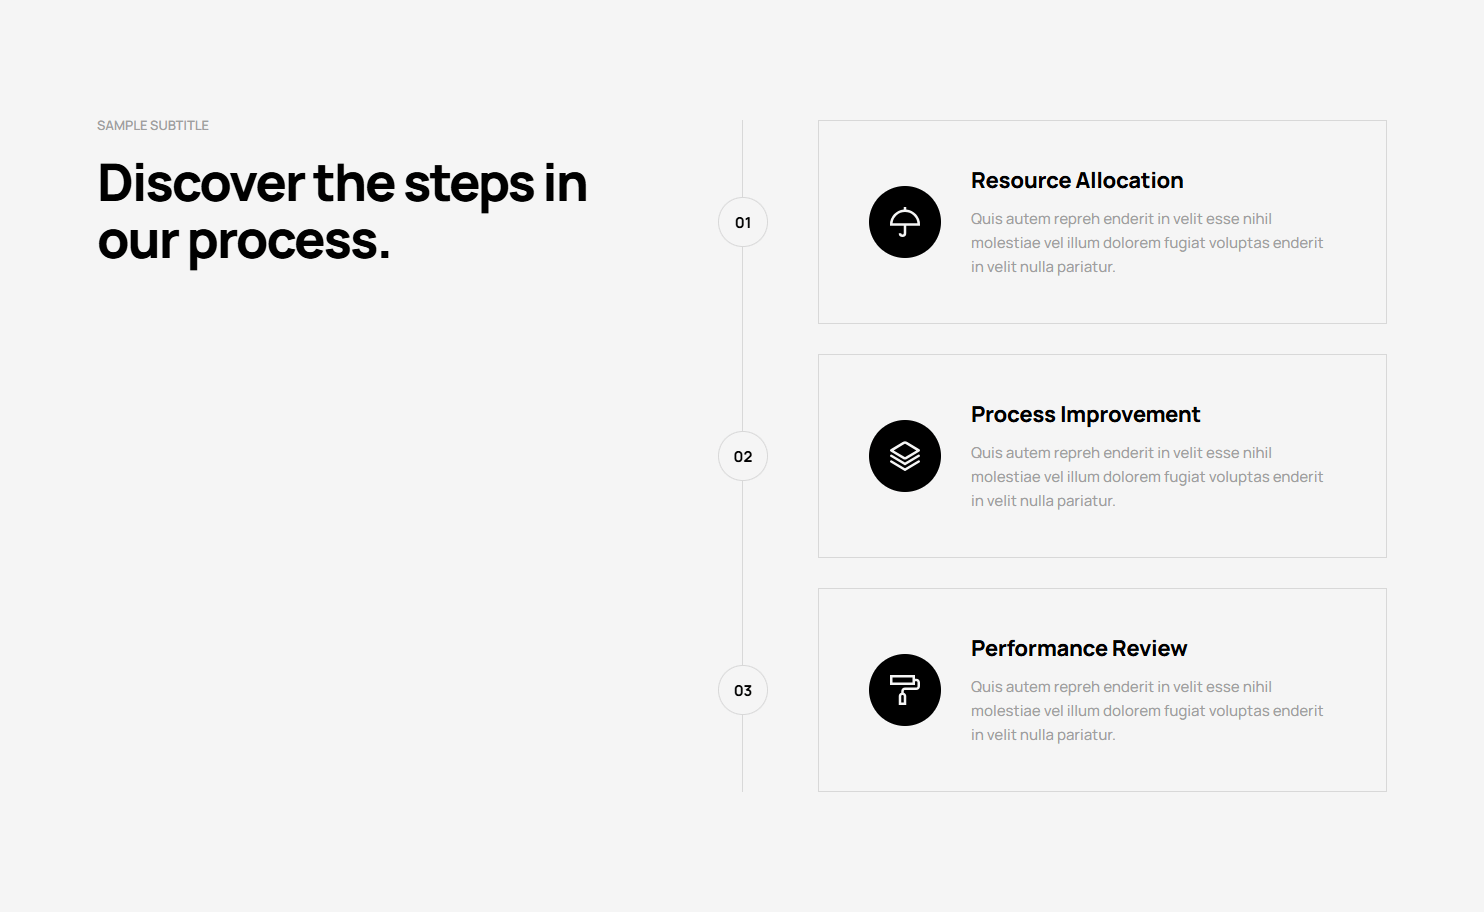 SAMPLE SUBTITLE
Discover the steps in
our process.
01
Resource Allocation
Quis autem repreh enderit in velit esse nihil
molestiae vel illum dolorem fugiat voluptas enderit
in velit nulla pariatur.
02
Process Improvement
Quis autem repreh enderit in velit esse nihil
molestiae vel illum dolorem fugiat voluptas enderit
in velit nulla pariatur.
03
Performance Review
Quis autem repreh enderit in velit esse nihil
molestiae vel illum dolorem fugiat voluptas enderit
in velit nulla pariatur.